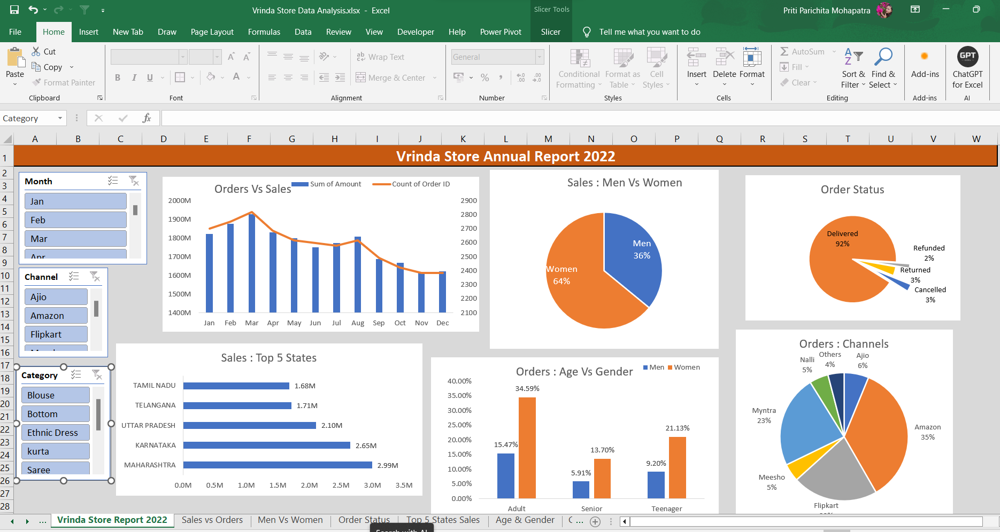 Vrinda Store Data Analysis.xlsx - Excel
Slicer Tools
Priti Parichita Mohapatra
File Home Insert New Tab Draw Page Layout Formulas Data Review View Developer Help Power Pivot Slicer Tell me what you want to do
Paste
Cut
Copy
Format Painter
Clipboard
B I U A
Font
Wrap Text
Merge & Center
Alignment
General
% ,
Number
Conditional Formatting
Format as Table
Cell Styles
Styles
Insert Delete Format
Cells
AutoSum
Fill
Clear
Sort & Filter
Find & Select
Editing
Add-ins
Add-ins
GPT
ChatGPT for Excel
AI
Category
fx
A B C D E F G H I J K L M N O P Q R S T U V W
1
2
3
4
5
6
7
8
9
10
11
12
13
14
15
16
17
18
19
20
21
22
23
24
25
26
27
28
Vrinda Store Annual Report 2022
Month
Jan
Feb
Mar
Apr
Channel
Ajio
Amazon
Flipkart
Category
Blouse
Bottom
Ethnic Dress
kurta
Saree
Orders Vs Sales
Sum of Amount
Count of Order ID
2000M
1900M
1800M
1700M
1600M
1500M
1400M
2900
2800
2700
2600
2500
2400
2300
2200
2100
Jan Feb Mar Apr May Jun Jul Aug Sep Oct Nov Dec
Sales : Men Vs Women
Men
36%
Women
64%
Order Status
Delivered
92%
Refunded
2%
Returned
3%
Cancelled
3%
Sales : Top 5 States
TAMIL NADU 1.68M
TELANGANA 1.71M
UTTAR PRADESH 2.10M
KARNATAKA 2.65M
MAHARASHTRA 2.99M
0.0M 0.5M 1.0M 1.5M 2.0M 2.5M 3.0M 3.5M
Orders : Age Vs Gender
Men Women
40.00%
35.00%
30.00%
25.00%
20.00%
15.00%
10.00%
5.00%
0.00%
15.47%
34.59%
5.91%
13.70%
9.20%
21.13%
Adult Senior Teenager
Orders : Channels
Nalli
5%
Others
4%
Ajio
6%
Myntra
23%
Amazon
35%
Meesho
5%
Flipkart
... Vrinda Store Report 2022 Sales vs Orders Men Vs Women Order Status Top 5 States Sales Age & Gender ...
Search with AI